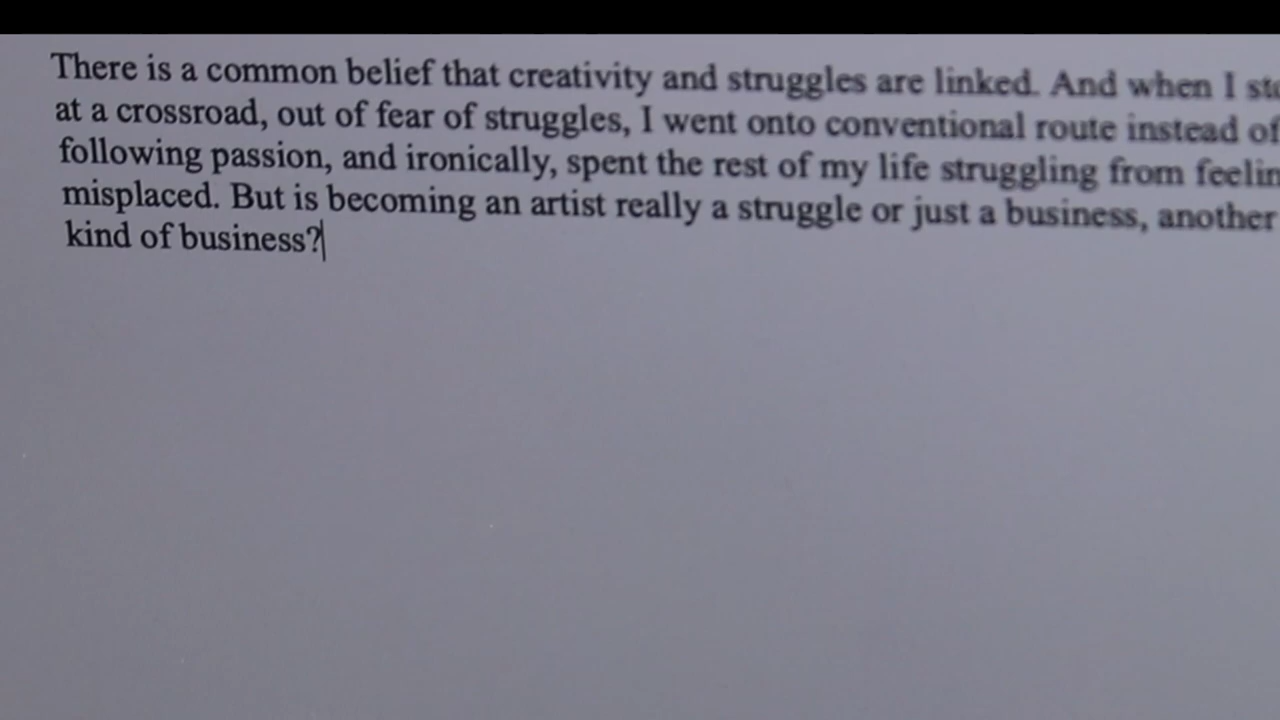 There is a common belief that creativity and struggles are linked. And when I
at a crossroad, out of fear of struggles, I went onto conventional route instead of
following passion, and ironically, spent the rest of my life struggling from
misplaced. But is becoming an artist really a struggle or just a business, another
kind of business?